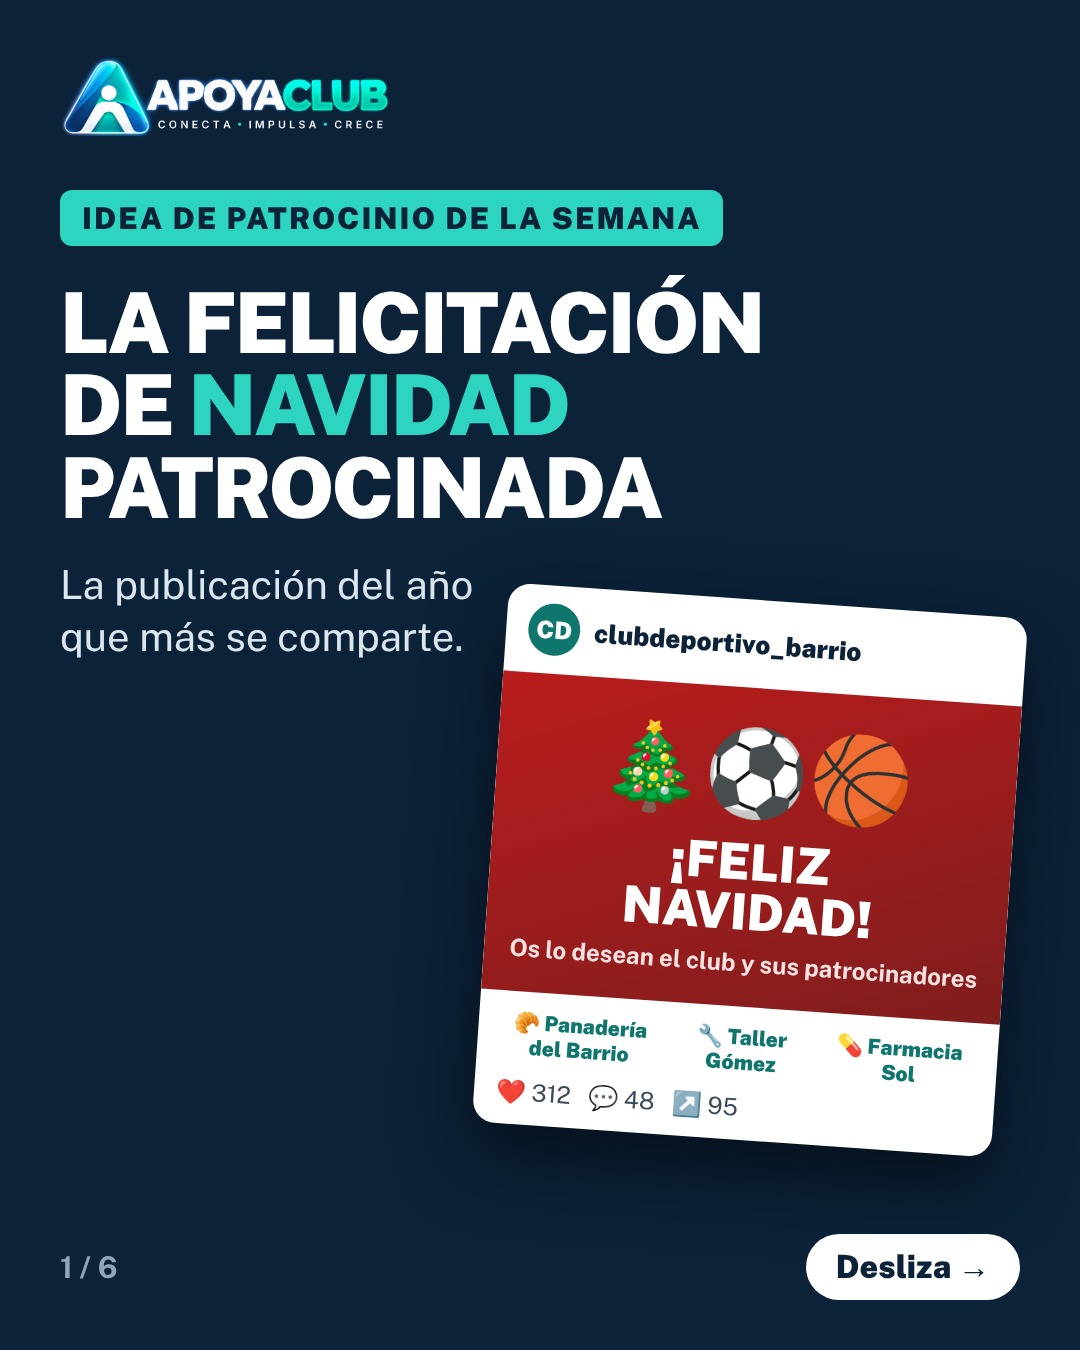 APOYACLUB
CONECTA • IMPULSA • CRECE
IDEA DE PATROCINIO DE LA SEMANA
LA FELICITACIÓN
DE NAVIDAD
PATROCINADA
La publicación del año
que más se comparte.
CD clubdeportivo_barrio
¡FELIZ
NAVIDAD!
Os lo desean el club y sus patrocinadores
Panadería
del Barrio
Taller
Gómez
Farmacia
Sol
312 48 95
1 / 6
Desliza →